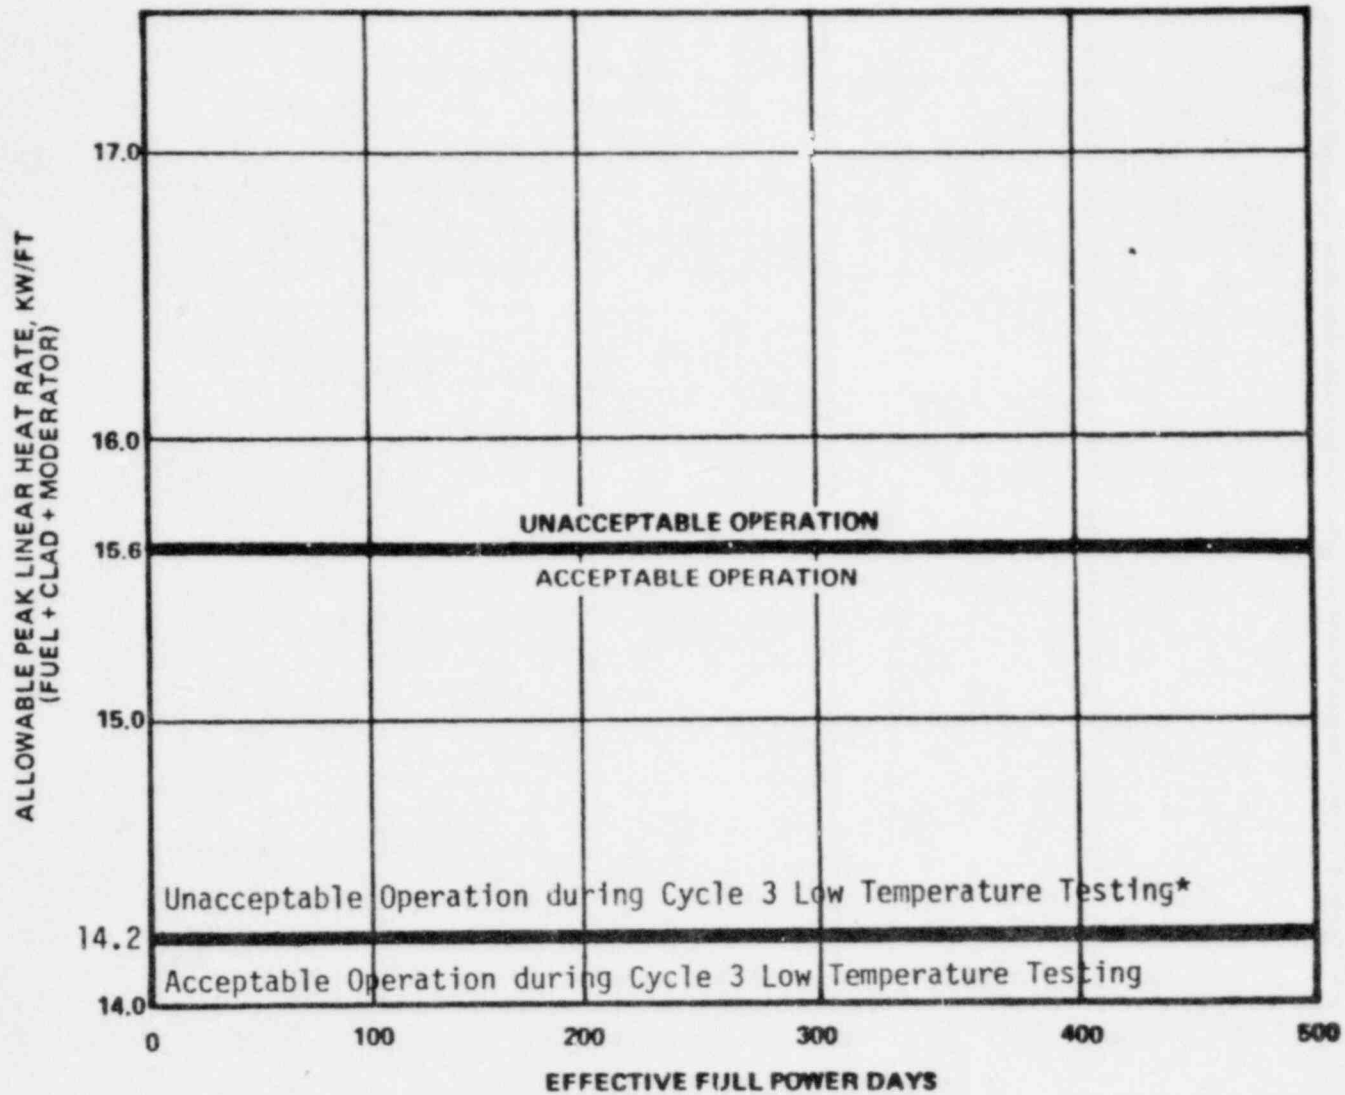 ALLOWABLE PEAK LINEAR HEAT RATE, KW/FT
(FUEL + CLAD + MODERATOR)
17.0
16.0
UNACCEPTABLE OPERATION
15.6
ACCEPTABLE OPERATION
15.0
Unacceptable Operation during Cycle 3 Low Temperature Testing*
14.2
Acceptable Operation during Cycle 3 Low Temperature Testing
14.0
0 100 200 300 400 500
EFFECTIVE FULL POWER DAYS